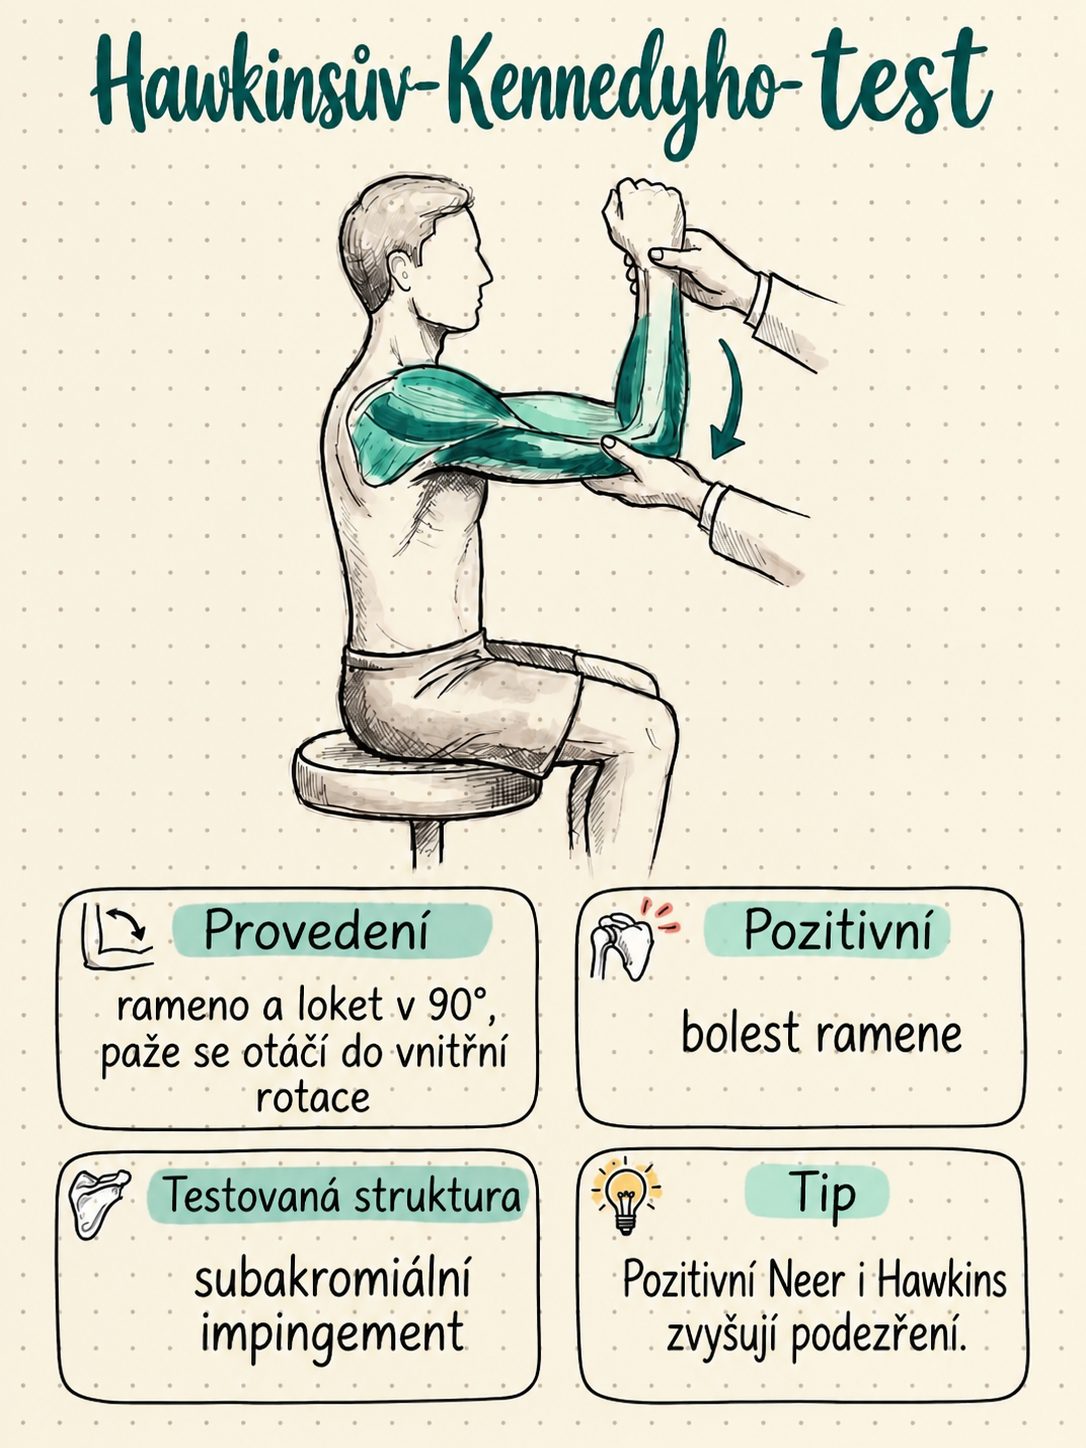 Hawkinsův-Kennedyho-test
Provedení
rameno a loket v 90°,
paže se otáčí do vnitřní
rotace
Pozitivní
bolest ramene
Testovaná struktura
subakromiální
impingement
Tip
Pozitivní Neer i Hawkins
zvyšují podezření.